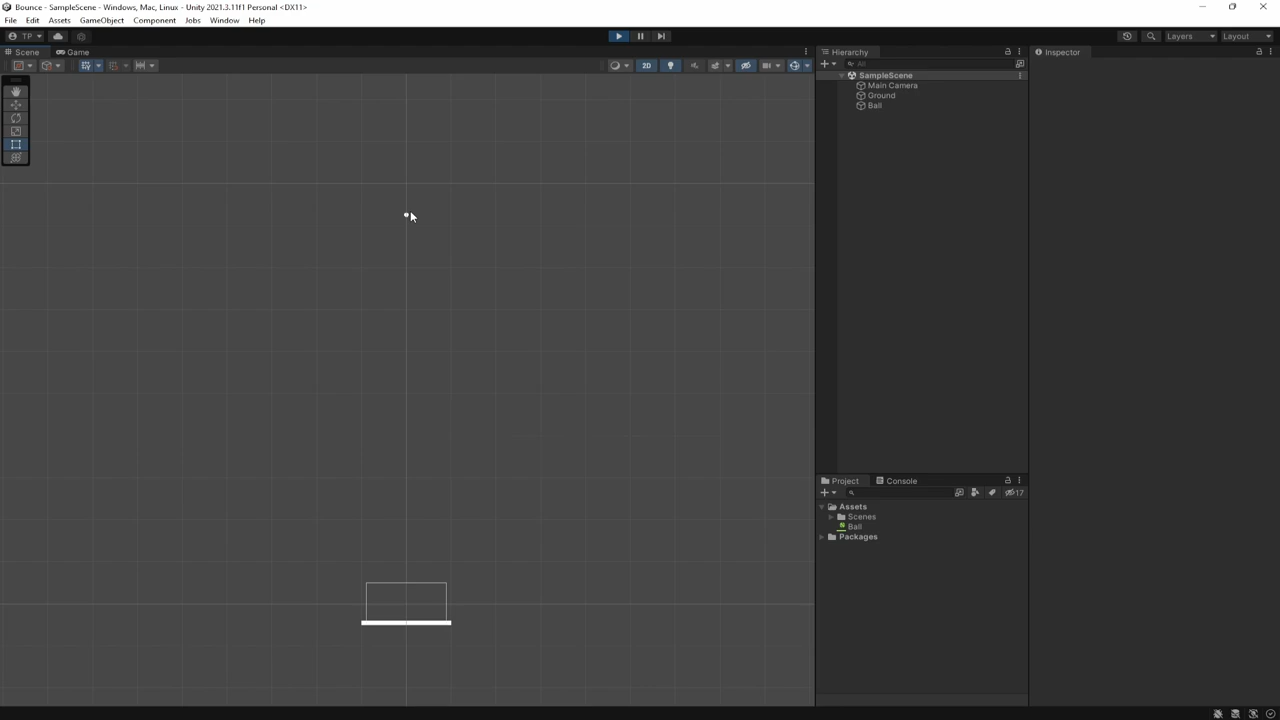 Bounce - SampleScene - Windows, Mac, Linux - Unity 2021.3.11f1 Personal <DX11>
File Edit Assets GameObject Component Jobs Window Help
TP Layers Layout
Scene Game
2D
Hierarchy
All
SampleScene
Main Camera
Ground
Ball
Inspector
Project Console
17
Assets
Scenes
Ball
Packages